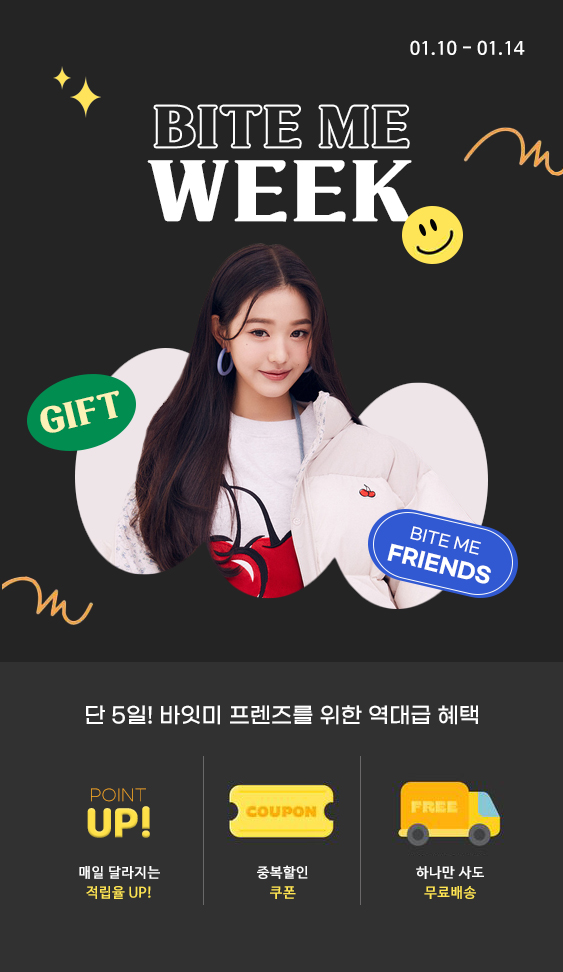 01.10 - 01.14
BITE ME
WEEK
GIFT
BITE ME
FRIENDS
단 5일! 바잇미 프렌즈를 위한 역대급 혜택
POINT
UP!
매일 달라지는
적립율 UP!
COUPON
중복할인
쿠폰
FREE
하나만 사도
무료배송